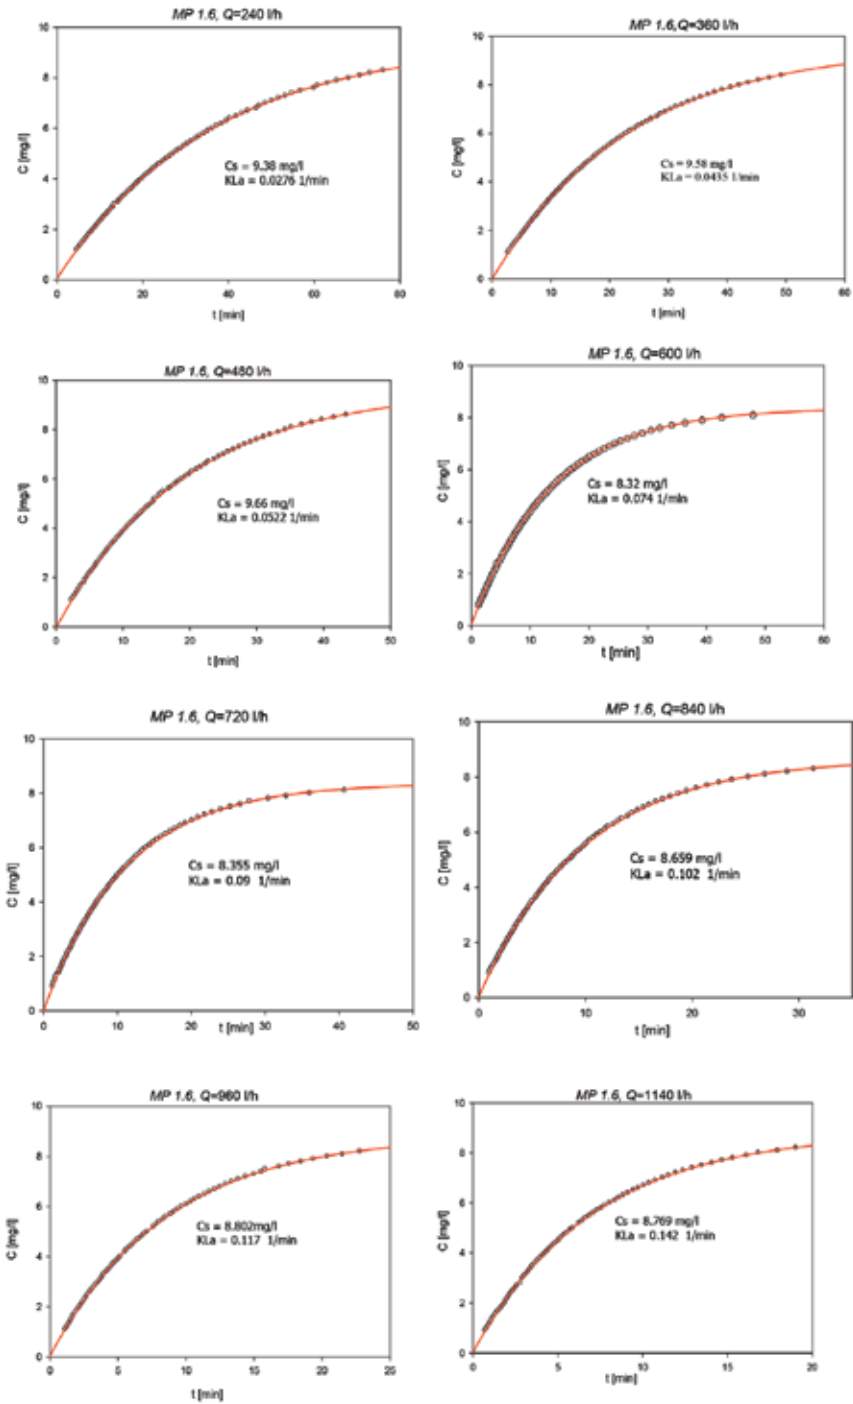 MP 1.6, Q=240 l/h
10
8
6
4
2
0
C [mg/l]
Cs = 9.38 mg/l
KLa = 0.0276 1/min
0 20 40 60 80
t [min]
MP 1.6,Q=360 l/h
10
8
6
4
2
0
C [mg/l]
Cs = 9.58 mg/l
KLa = 0.0435 1/min
0 10 20 30 40 50 60
t [min]
MP 1.6, Q=480 l/h
10
8
6
4
2
0
C [mg/l]
Cs = 9.66 mg/l
KLa = 0.0522 1/min
0 10 20 30 40 50
t [min]
MP 1.6, Q=600 l/h
10
8
6
4
2
0
C [mg/l]
Cs = 8.32 mg/l
KLa = 0.074 1/min
0 10 20 30 40 50 60
t [min]
MP 1.6, Q=720 l/h
10
8
6
4
2
0
C [mg/l]
Cs = 8.355 mg/l
KLa = 0.09 1/min
0 10 20 30 40 50
t [min]
MP 1.6, Q=840 l/h
10
8
6
4
2
0
C [mg/l]
Cs = 8.659 mg/l
KLa = 0.102 1/min
0 10 20 30
t [min]
MP 1.6, Q=960 l/h
10
8
6
4
2
0
C [mg/l]
Cs = 8.802mg/l
KLa = 0.117 1/min
0 5 10 15 20 25
t [min]
MP 1.6, Q=1140 l/h
10
8
6
4
2
0
C [mg/l]
Cs = 8.769 mg/l
KLa = 0.142 1/min
0 5 10 15 20
t [min]